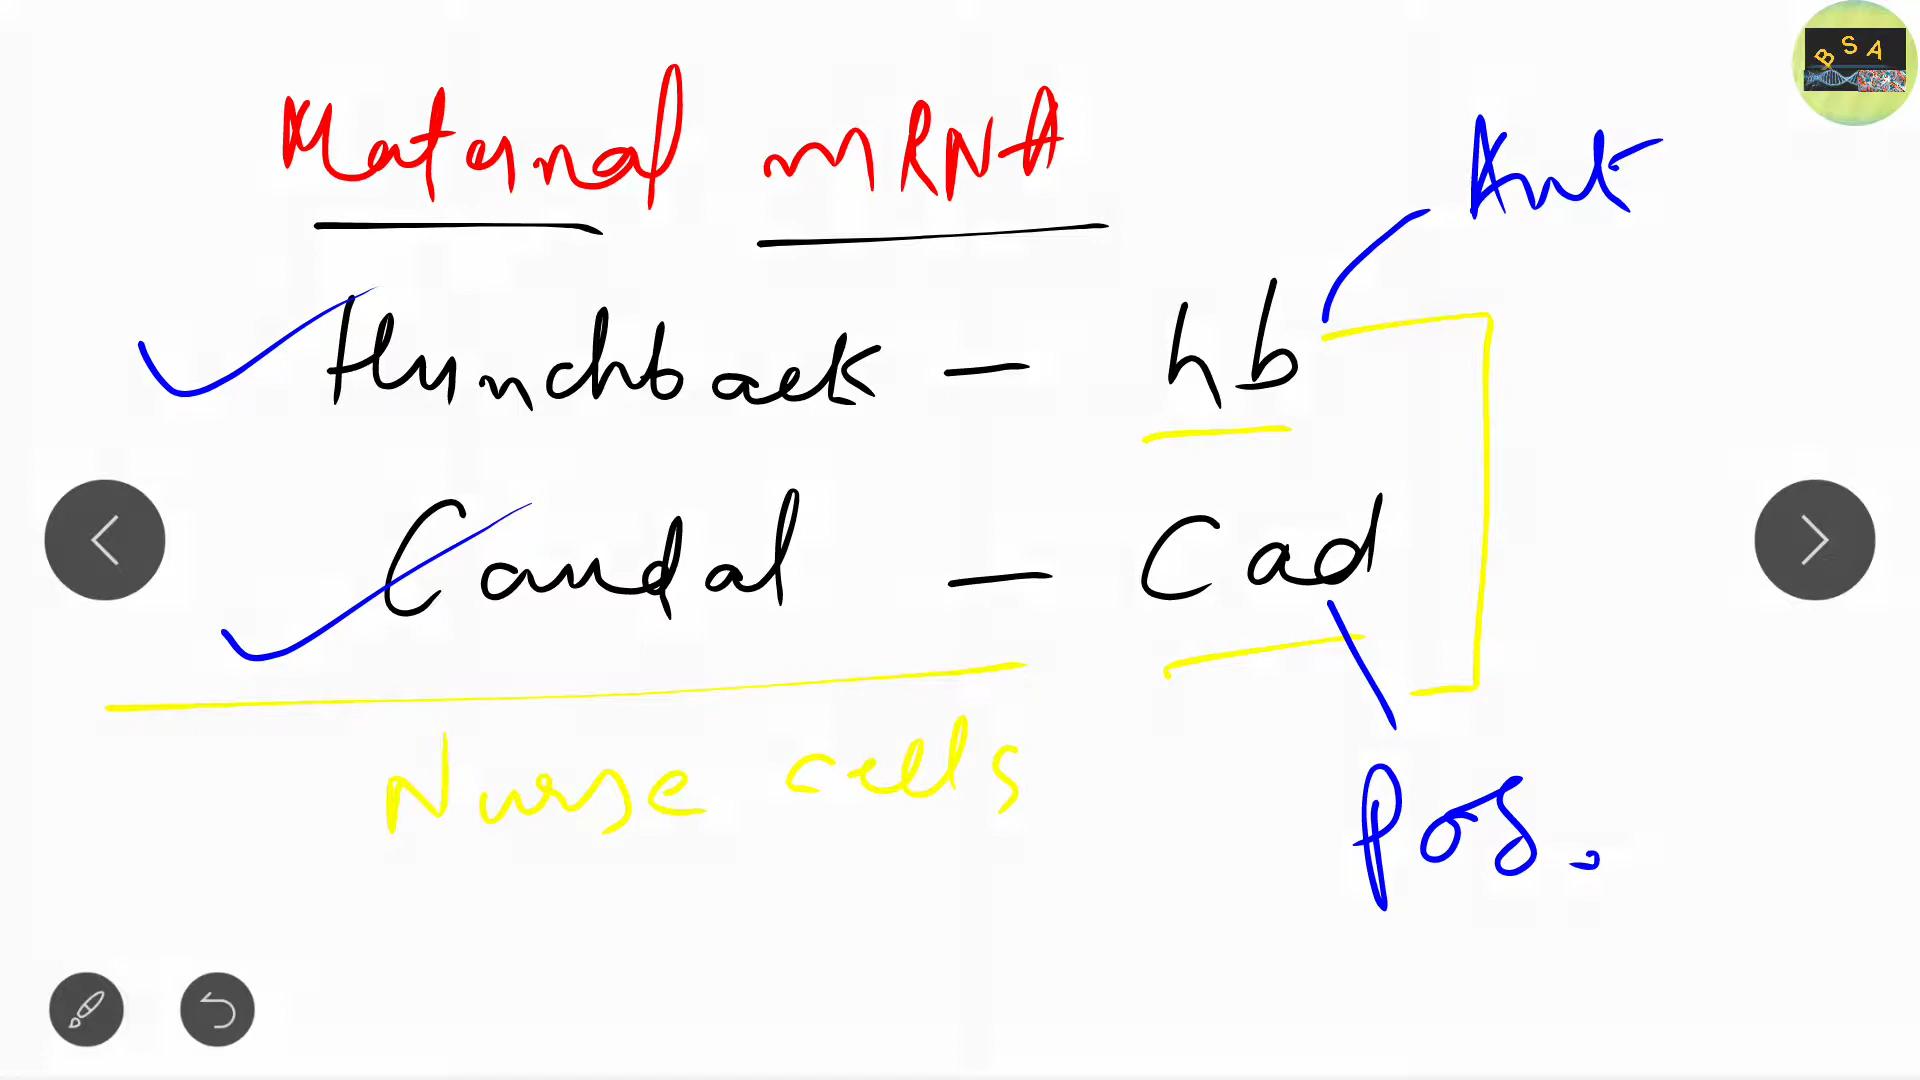 BSA
Maternal mRNA
Ant
Hunchback - hb
Caudal - Cad
Nurse cells
Pos.